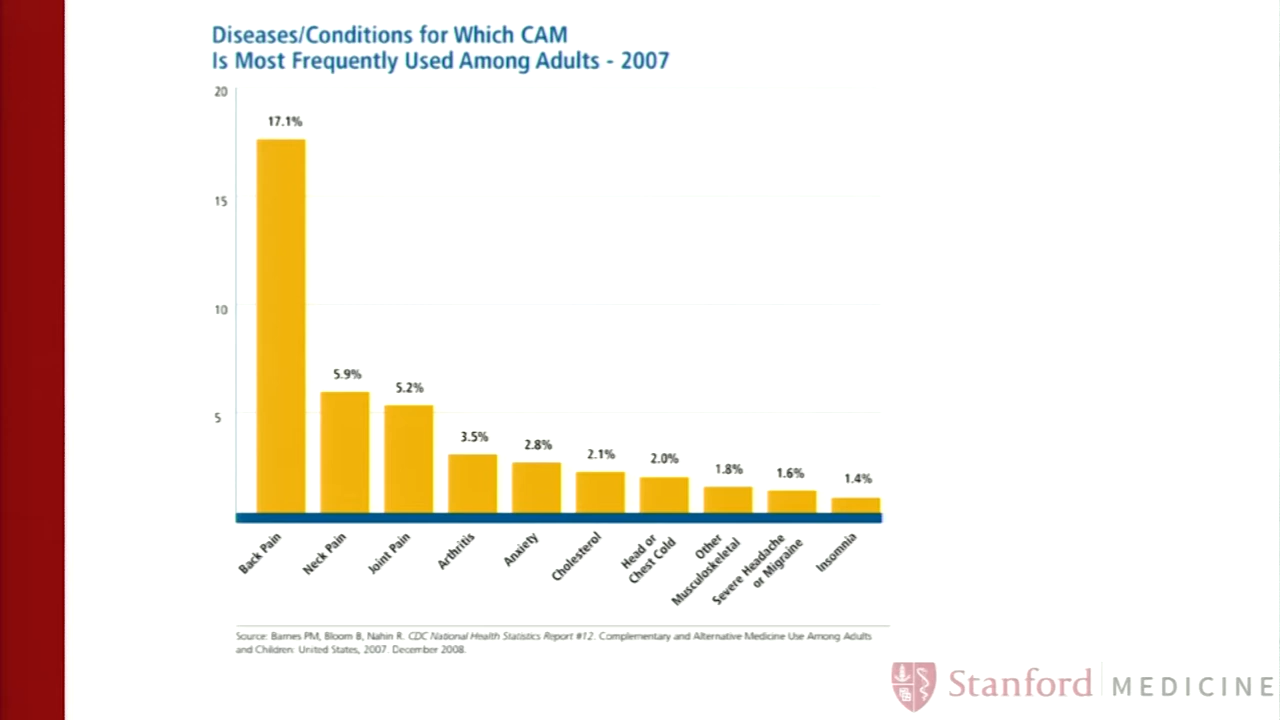 Diseases/Conditions for Which CAM
Is Most Frequently Used Among Adults - 2007
20
15
10
5
17.1%
5.9%
5.2%
3.5%
2.8%
2.1%
2.0%
1.8%
1.6%
1.4%
Back Pain
Neck Pain
Joint Pain
Arthritis
Anxiety
Cholesterol
Head or
Chest Cold
Other
Musculoskeletal
Severe Headache
or Migraine
Insomnia
Source: Barnes PM, Bloom B, Nahin R. CDC National Health Statistics Report #12. Complementary and Alternative Medicine Use Among Adults
and Children: United States, 2007. December 2008.
Stanford MEDICINE